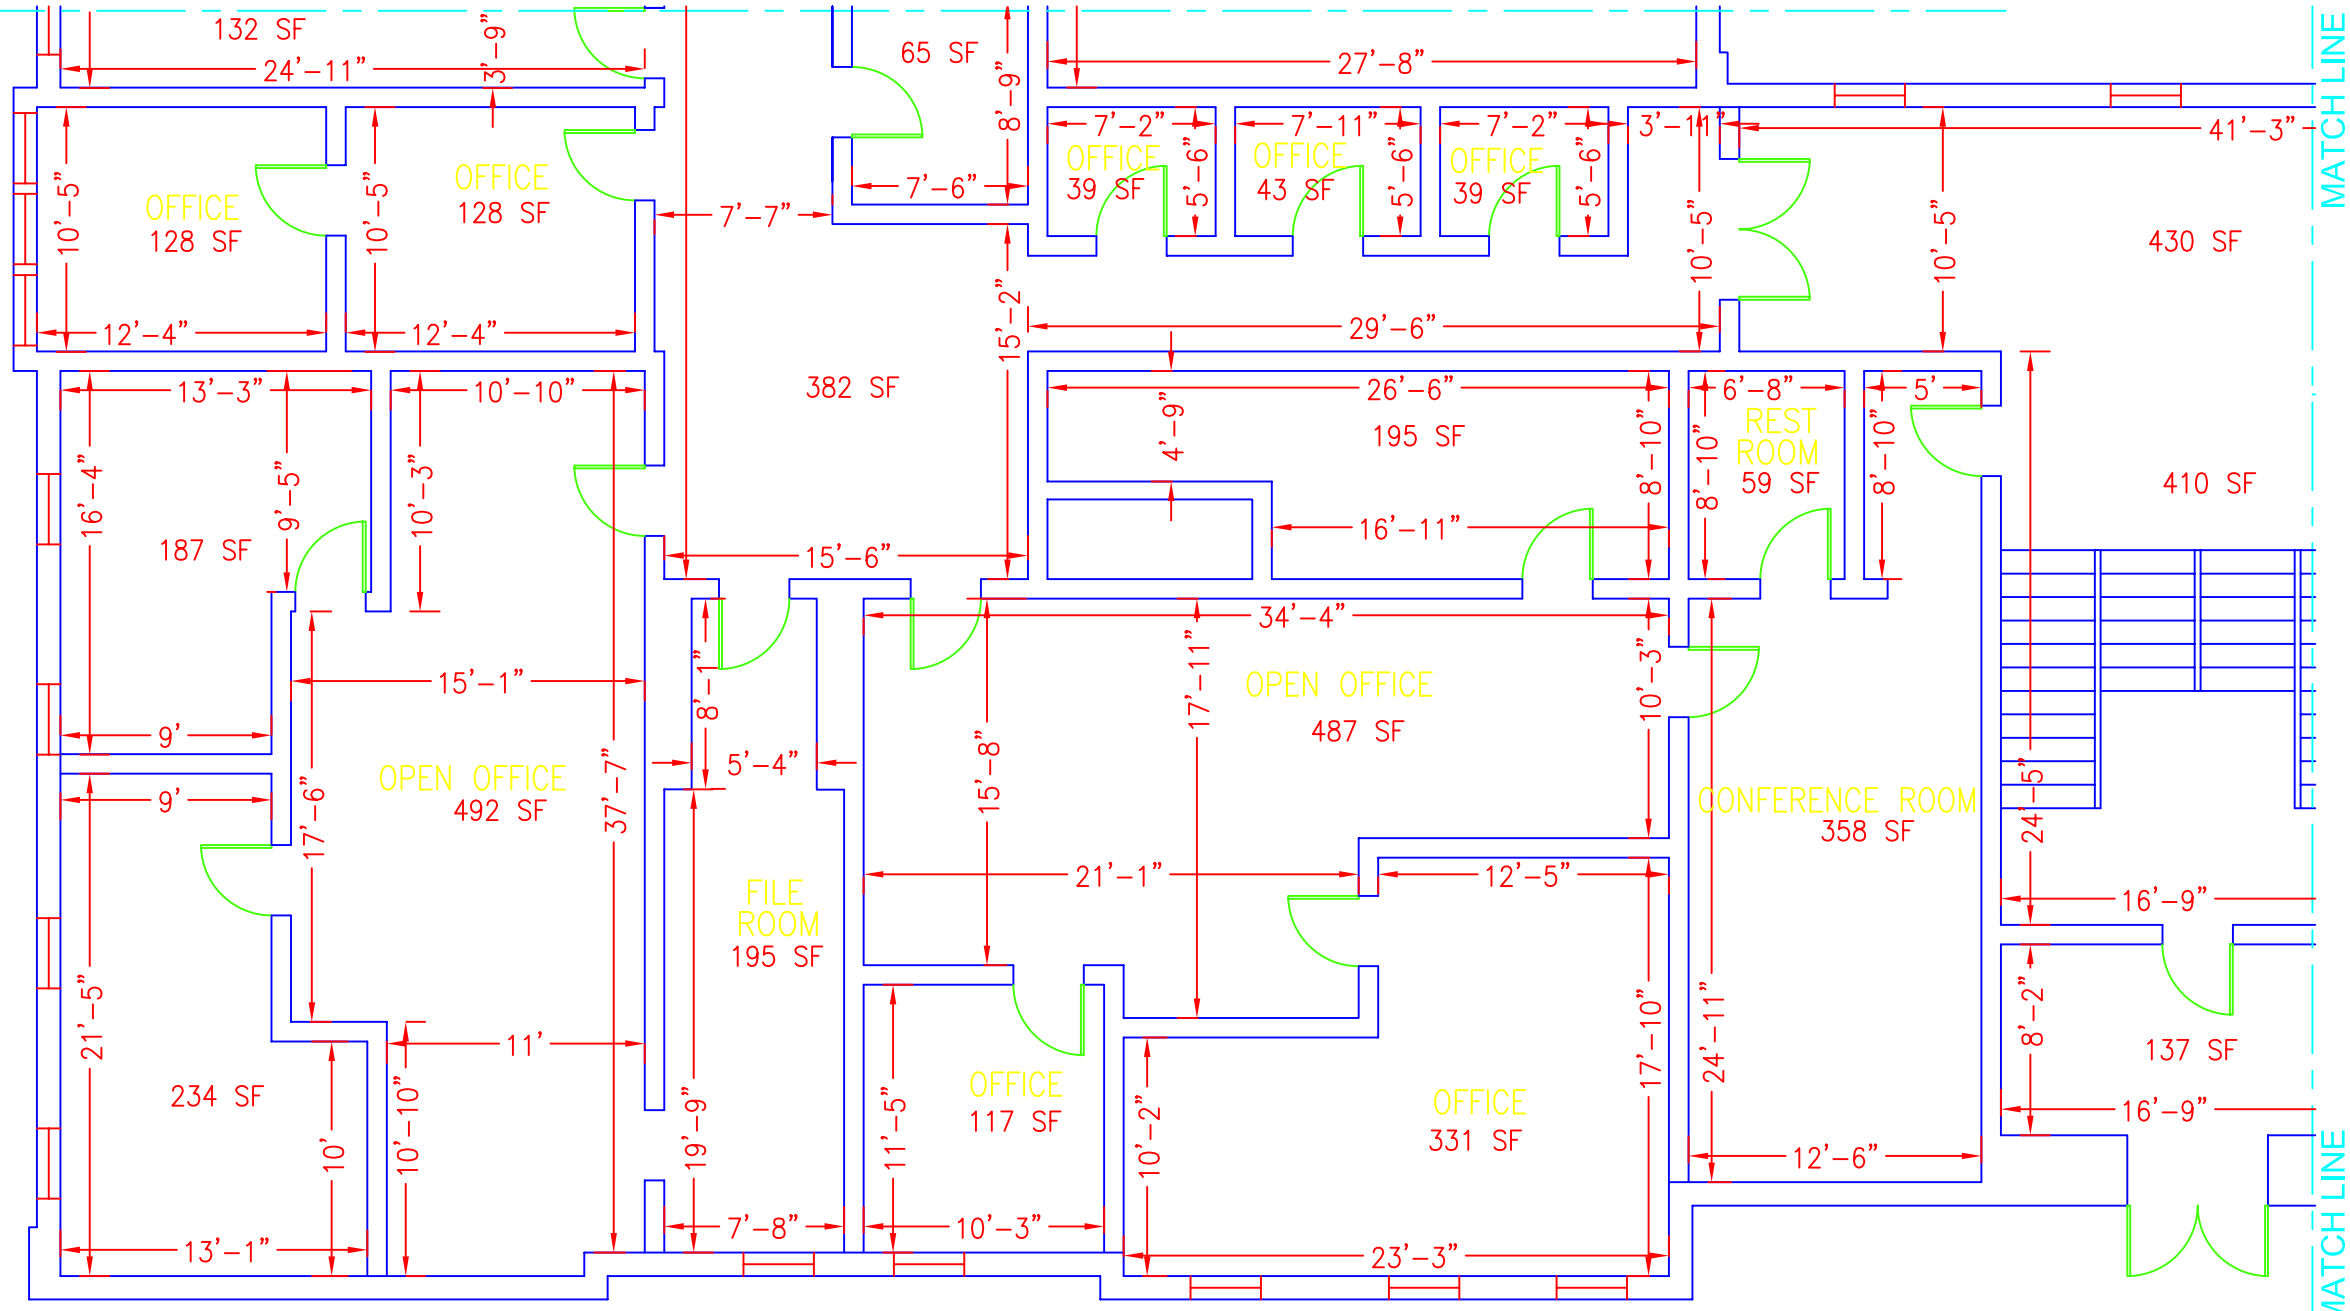 132 SF
24'-11"
3'-9"
65 SF
8'-9"
27'-8"
MATCH LINE
10'-5"
OFFICE
128 SF
10'-5"
OFFICE
128 SF
12'-4"
12'-4"
7'-7"
7'-6"
7'-2"
OFFICE
39 SF
5'-6"
7'-11"
OFFICE
43 SF
5'-6"
7'-2"
OFFICE
39 SF
5'-6"
3'-11"
41'-3"
10'-5"
10'-5"
430 SF
15'-2"
29'-6"
13'-3"
10'-10"
382 SF
26'-6"
6'-8"
5'
16'-4"
9'-5"
10'-3"
4'-9"
195 SF
8'-10"
REST
ROOM
59 SF
8'-10"
8'-10"
410 SF
187 SF
15'-6"
16'-11"
34'-4"
15'-1"
8'-1"
17'-11"
OPEN OFFICE
487 SF
10'-3"
9'
9'
OPEN OFFICE
492 SF
17'-6"
37'-7"
5'-4"
15'-8"
CONFERENCE ROOM
358 SF
24'-5"
21'-1"
12'-5"
16'-9"
FILE
ROOM
195 SF
21'-5"
11'
17'-10"
24'-11"
8'-2"
137 SF
234 SF
10'
10'-10"
19'-9"
11'-5"
OFFICE
117 SF
10'-2"
OFFICE
331 SF
16'-9"
12'-6"
13'-1"
7'-8"
10'-3"
23'-3"
MATCH LINE